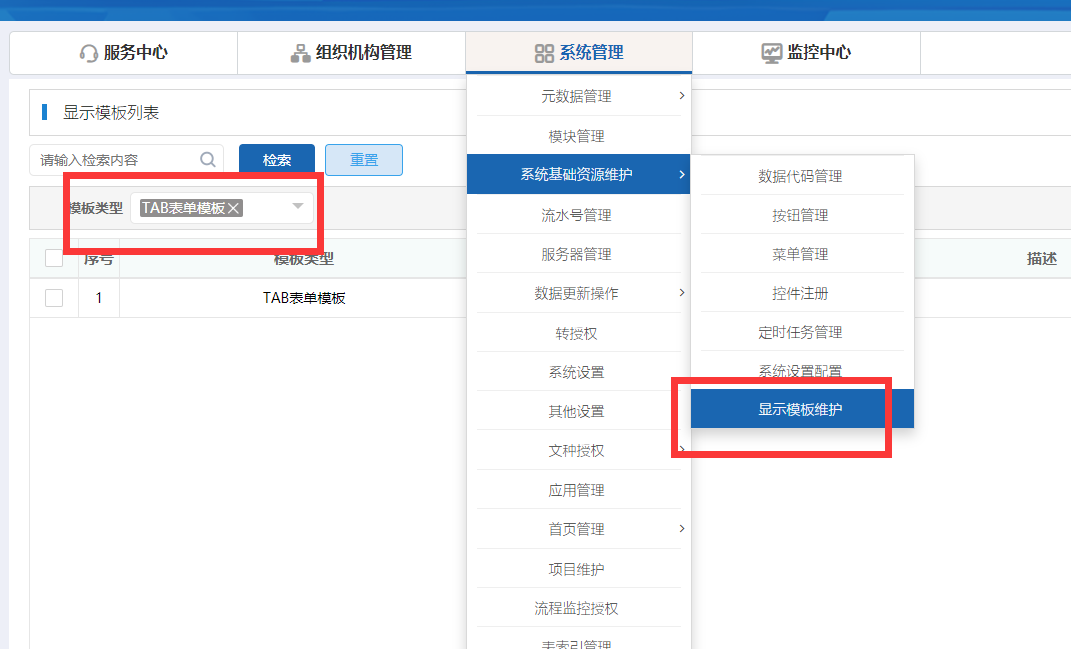 服务中心
组织机构管理
系统管理
监控中心
显示模板列表
请输入检索内容
检索
重置
模板类型
TAB表单模板
序号
模板类型
描述
1
TAB表单模板
元数据管理
模块管理
系统基础资源维护
流水号管理
服务器管理
数据更新操作
转授权
系统设置
其他设置
文种授权
应用管理
首页管理
项目维护
流程监控授权
表索引管理
数据代码管理
按钮管理
菜单管理
控件注册
定时任务管理
系统设置配置
显示模板维护